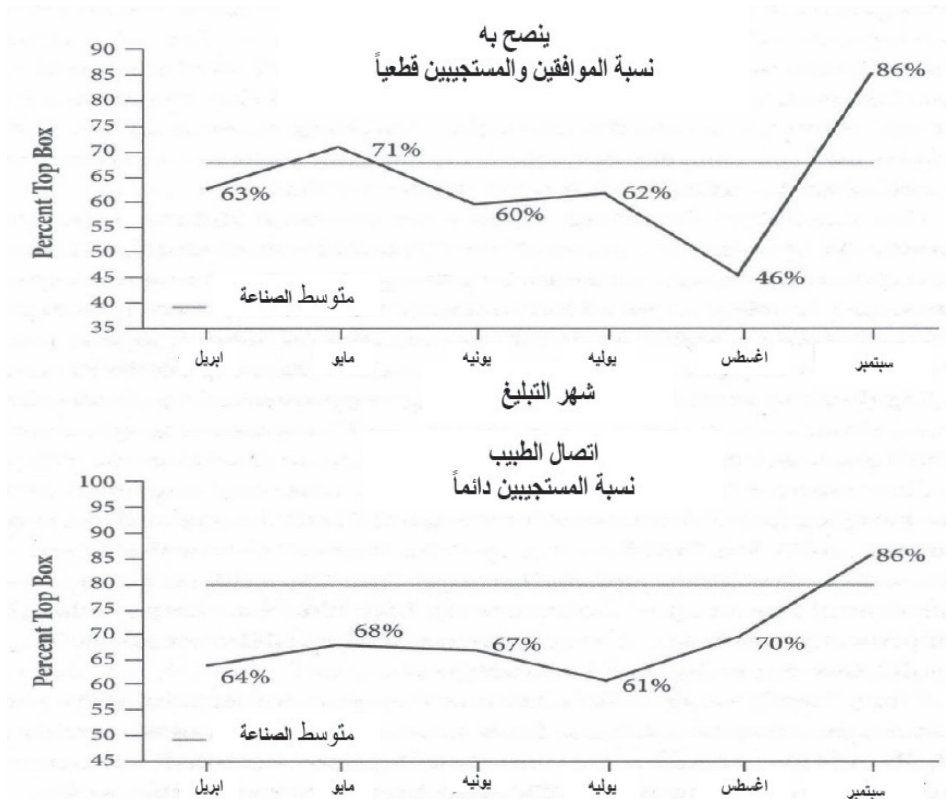 ينصح به
نسبة الموافقين والمستجيبين قطعياً
Percent Top Box
90
85
80
75
70
65
60
55
50
45
40
35
63%
71%
60%
62%
46%
86%
متوسط الصناعة
ابريل
مايو
يونيه
يوليه
اغسطس
سبتمبر
شهر التبليغ
اتصال الطبيب
نسبة المستجيبين دائماً
Percent Top Box
100
95
90
85
80
75
70
65
60
55
50
45
64%
68%
67%
61%
70%
86%
متوسط الصناعة
ابريل
مايو
يونيه
يوليه
اغسطس
سبتمبر